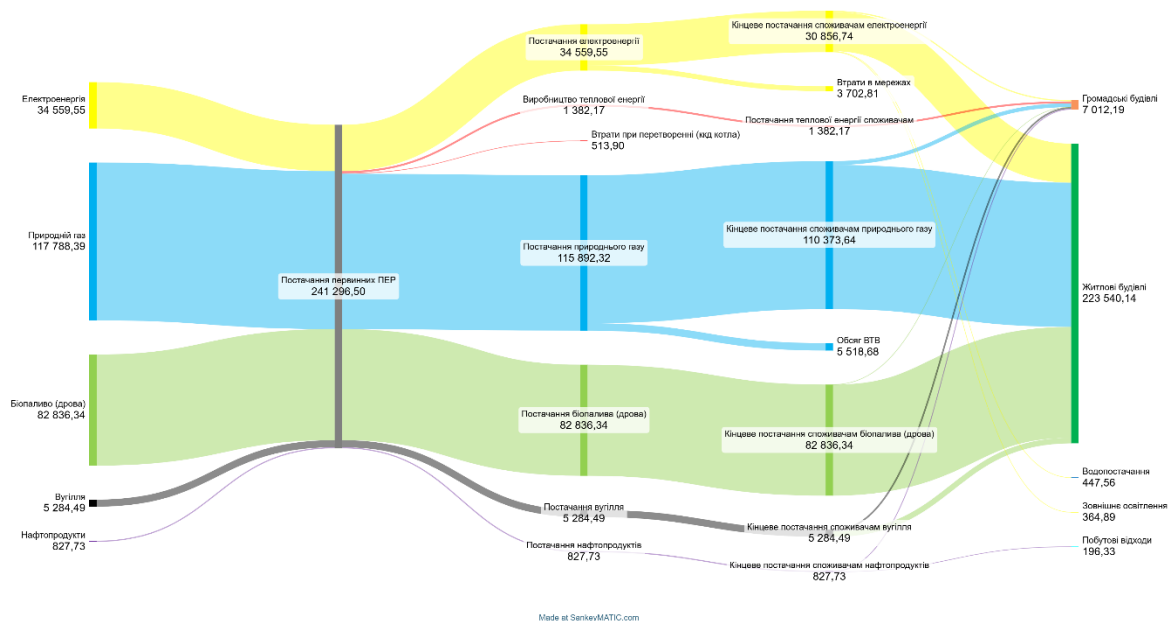 Електроенергія
34 559,55
Природній газ
117 788,39
Біопаливо (дрова)
82 836,34
Вугілля
5 284,49
Нафтопродукти
827,73
Постачання первинних ПЕР
241 296,50
Постачання електроенергії
34 559,55
Виробництво теплової енергії
1 382,17
Втрати при перетворенні (ккд котла)
513,90
Постачання природнього газу
115 892,32
Постачання біопалива (дрова)
82 836,34
Постачання вугілля
5 284,49
Постачання нафтопродуктів
827,73
Кінцеве постачання споживачам електроенергії
30 856,74
Втрати в мережах
3 702,81
Постачання теплової енергії споживачам
1 382,17
Кінцеве постачання споживачам природнього газу
110 373,64
Обсяг ВТВ
5 518,68
Кінцеве постачання споживачам біопалива (дрова)
82 836,34
Кінцеве постачання споживачам вугілля
5 284,49
Кінцеве постачання споживачам нафтопродуктів
827,73
Громадські будівлі
7 012,19
Житлові будівлі
223 540,14
Водопостачання
447,56
Зовнішнє освітлення
364,89
Побутові відходи
196,33
Made at SankeyMATIC.com